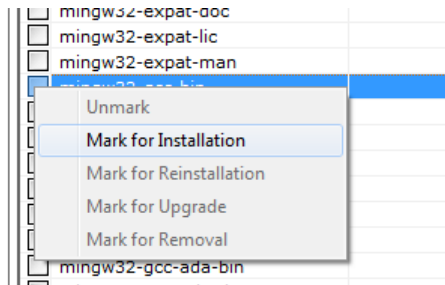 mingw32-expat-doc
mingw32-expat-lic
mingw32-expat-man
Unmark
Mark for Installation
Mark for Reinstallation
Mark for Upgrade
Mark for Removal
mingw32-gcc-ada-bin